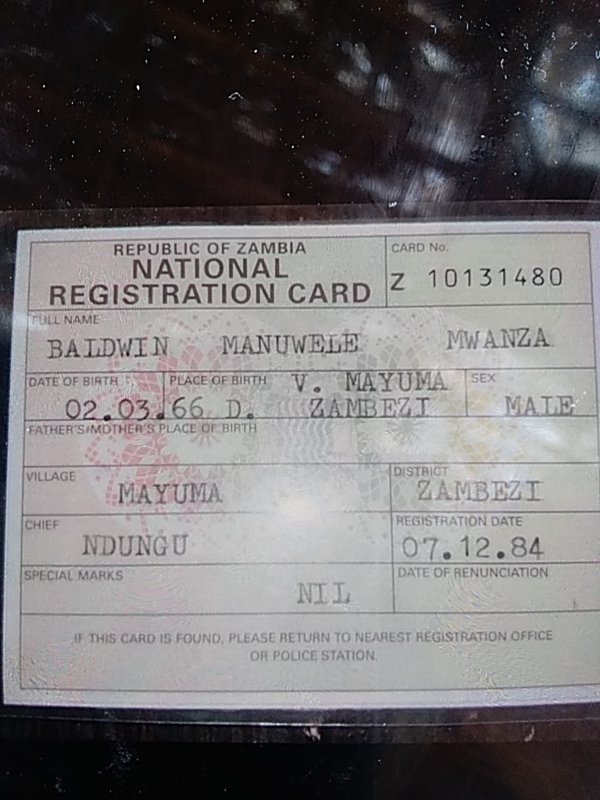 REPUBLIC OF ZAMBIA
NATIONAL
REGISTRATION CARD
CARD No.
Z 10131480
FULL NAME
BALDWIN MANUWELE MWANZA
DATE OF BIRTH PLACE OF BIRTH V. MAYUMA SEX
02.03.66 D. ZAMBEZI MALE
FATHER'S/MOTHER'S PLACE OF BIRTH
VILLAGE DISTRICT
MAYUMA ZAMBEZI
CHIEF REGISTRATION DATE
NDUNGU 07.12.84
SPECIAL MARKS DATE OF RENUNCIATION
NIL
IF THIS CARD IS FOUND, PLEASE RETURN TO NEAREST REGISTRATION OFFICE
OR POLICE STATION.